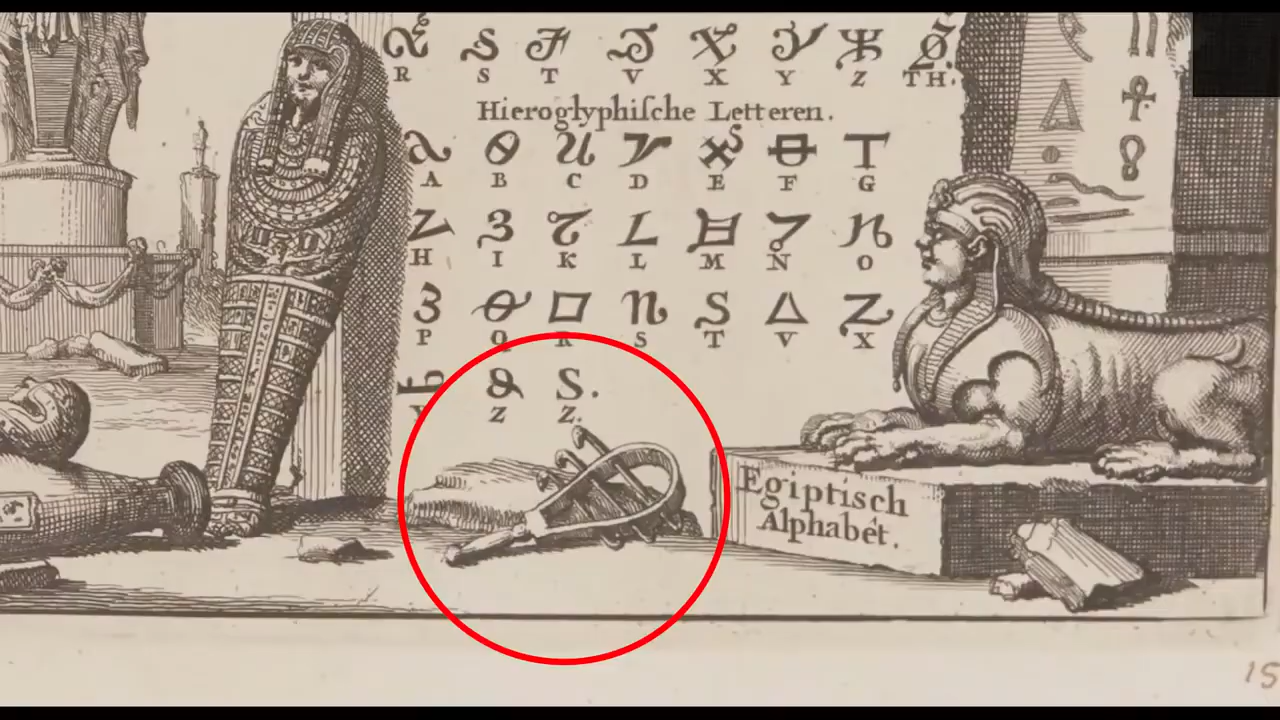 R S T V X Y Z TH.
Hieroglyphiſche Letteren.
A B C D E F G
H I K L M N O
P Q R S T V X
Y Z Z.
Egiptisch
Alphabet.
15